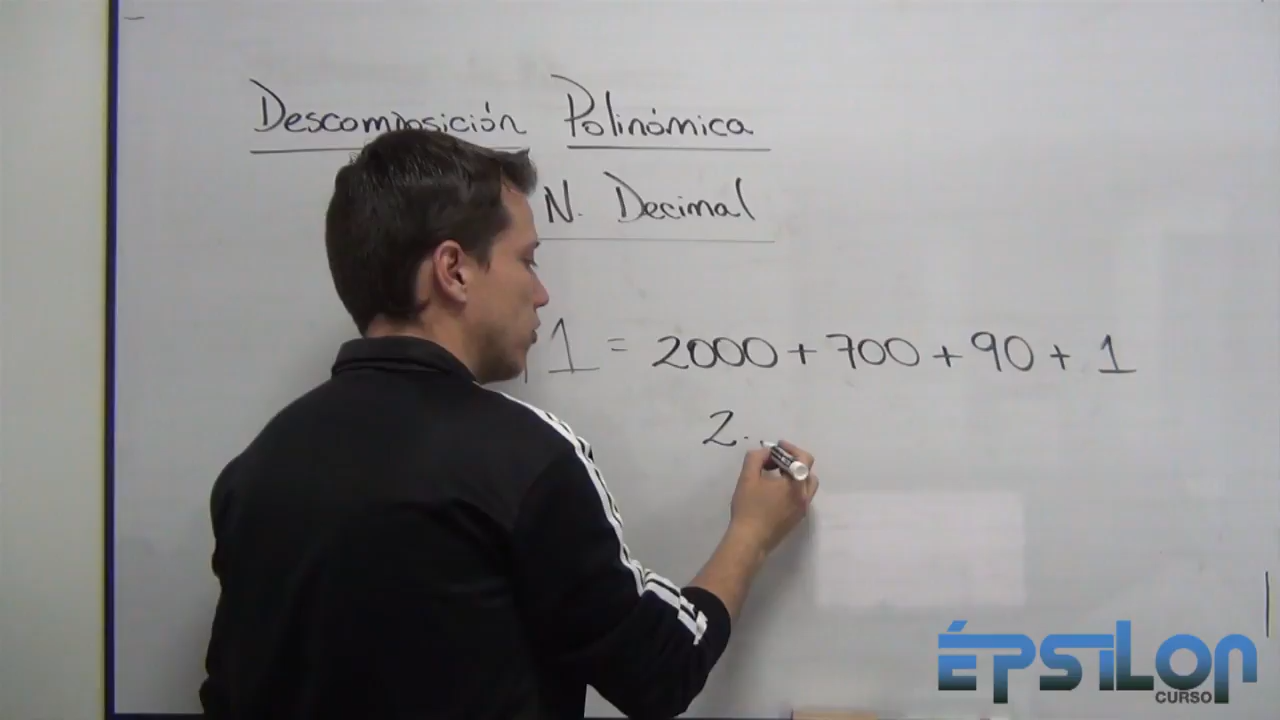 Descomposición Polinómica
N. Decimal
1 = 2000 + 700 + 90 + 1
2.
ÉPSILON
CURSO